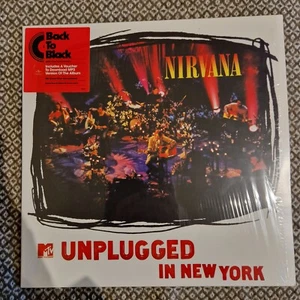 Back To Black
Includes A Voucher
To Download MP3
Version Of The Album
NIRVANA
MTV
UNPLUGGED
IN NEW YORK